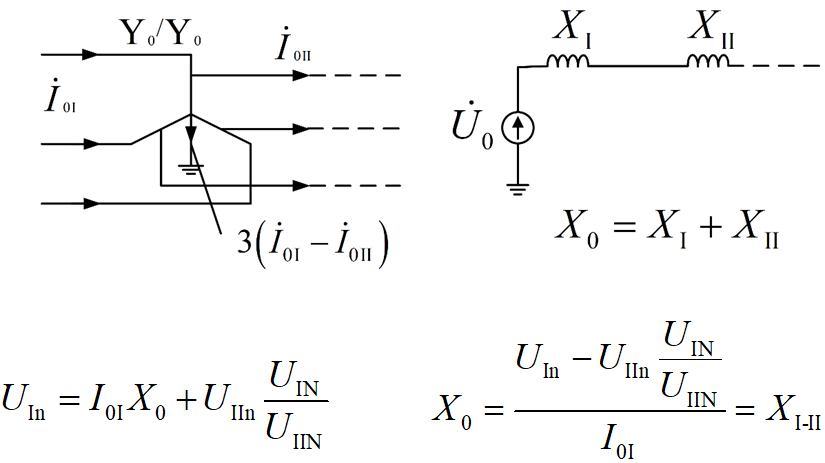 Y₀/Y₀
İ₀II
İ₀I
3(İ₀I − İ₀II)
X_I
X_II
U̇₀
X₀ = X_I + X_II
U_In = I₀I X₀ + U_IIn U_IN/U_IIN
X₀ = (U_In − U_IIn U_IN/U_IIN)/I₀I = X_I-II